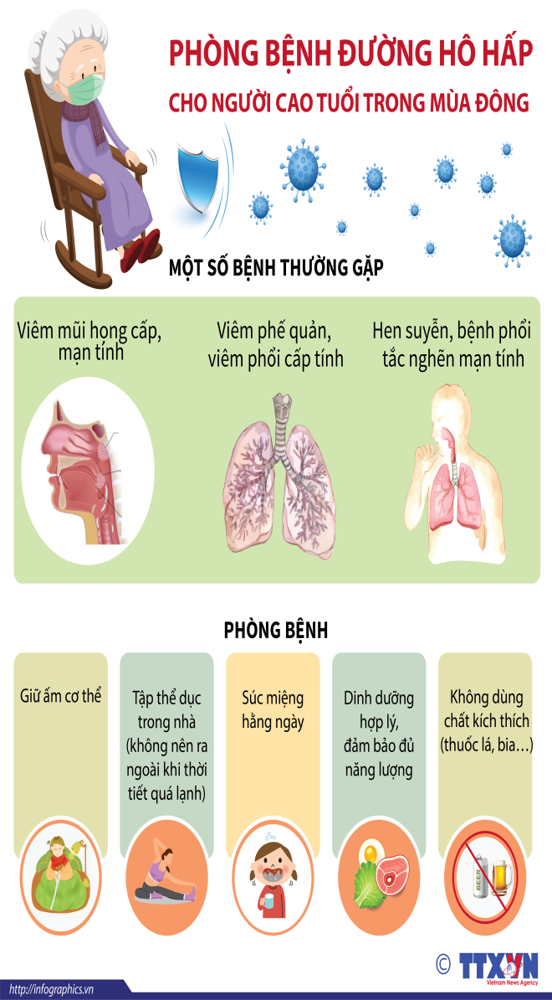 PHÒNG BỆNH ĐƯỜNG HÔ HẤP
CHO NGƯỜI CAO TUỔI TRONG MÙA ĐÔNG
MỘT SỐ BỆNH THƯỜNG GẶP
Viêm mũi họng cấp,
mạn tính
Viêm phế quản,
viêm phổi cấp tính
Hen suyễn, bệnh phổi
tắc nghẽn mạn tính
PHÒNG BỆNH
Giữ ấm cơ thể
Tập thể dục
trong nhà
(không nên ra
ngoài khi thời
tiết quá lạnh)
Súc miệng
hằng ngày
Dinh dưỡng
hợp lý,
đảm bảo đủ
năng lượng
Không dùng
chất kích thích
(thuốc lá, bia...)
BEER
© TTXVN
Vietnam News Agency
http://infographics.vn